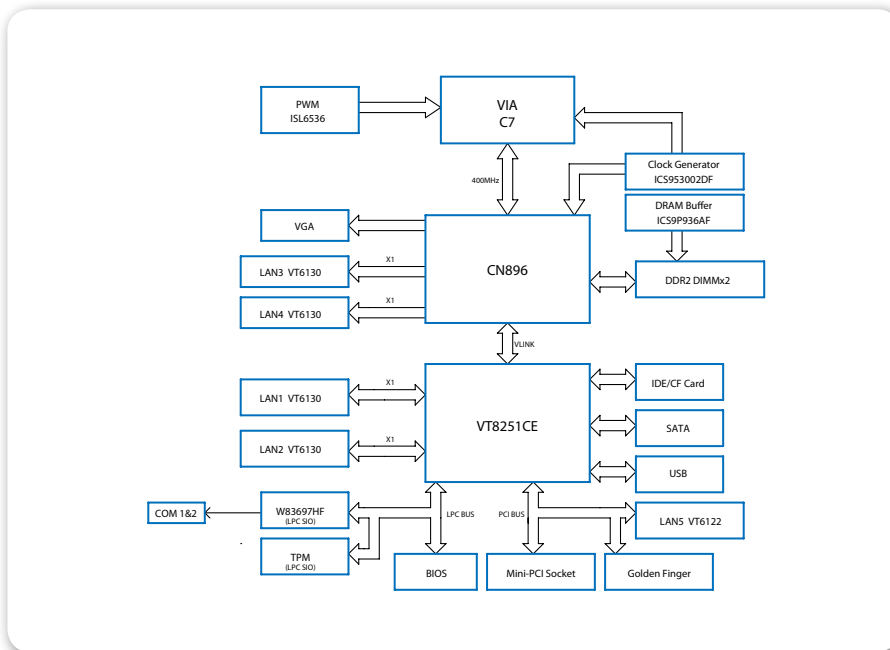 PWM
ISL6536
VIA
C7
Clock Generator
ICS953002DF
400MHz
DRAM Buffer
ICS9P936AF
VGA
CN896
LAN3 VT6130
X1
DDR2 DIMMx2
LAN4 VT6130
X1
VLINK
LAN1 VT6130
X1
VT8251CE
IDE/CF Card
SATA
LAN2 VT6130
X1
USB
COM 1&2
W83697HF
(LPC SIO)
LPC BUS
PCI BUS
LAN5 VT6122
TPM
(LPC SIO)
BIOS
Mini-PCI Socket
Golden Finger